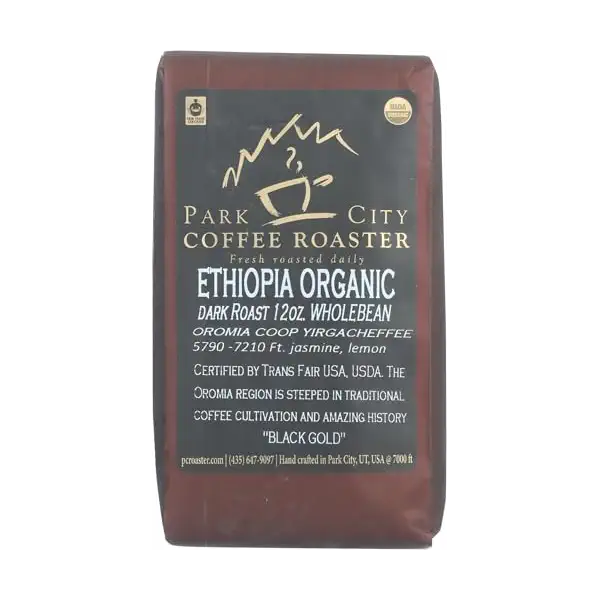 USDA
ORGANIC
PARK CITY
COFFEE ROASTER
Fresh roasted daily
ETHIOPIA ORGANIC
DARK ROAST 12OZ. WHOLEBEAN
OROMIA COOP YIRGACHEFFEE
5790 -7210 Ft. jasmine, lemon
CERTIFIED BY TRANS FAIR USA, USDA. THE
OROMIA REGION IS STEEPED IN TRADITIONAL
COFFEE CULTIVATION AND AMAZING HISTORY
"BLACK GOLD"
pcroaster.com | (435) 647-9097 | Hand crafted in Park City, UT, USA @ 7000 ft